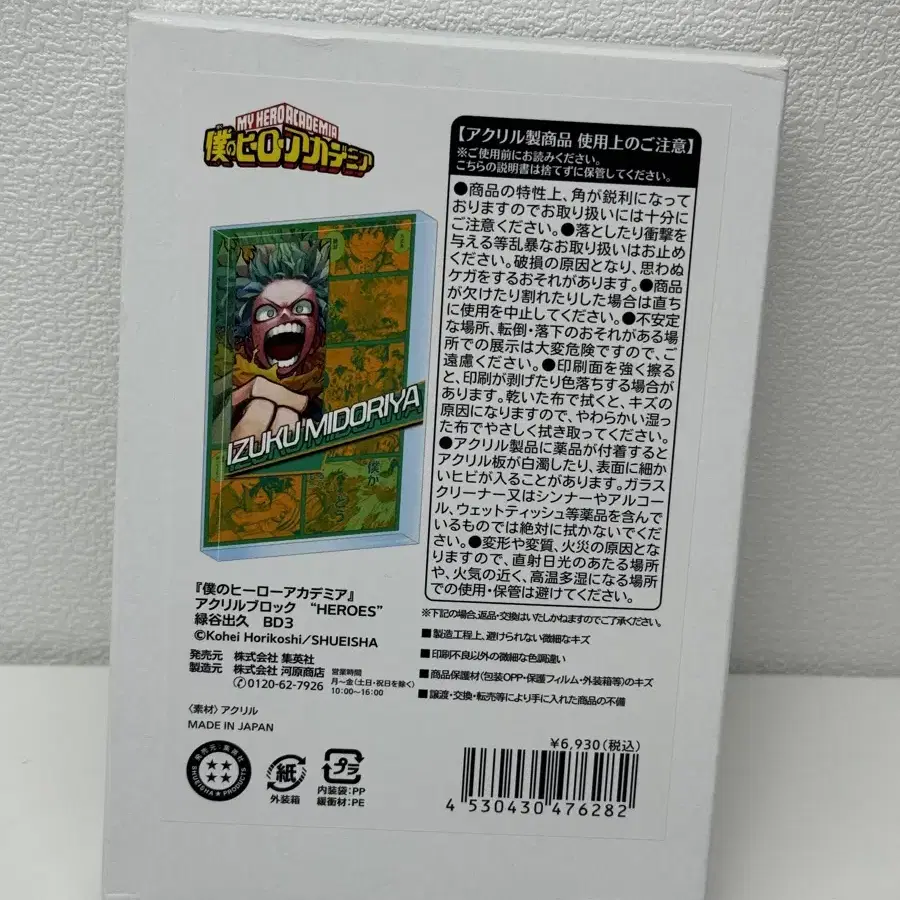 MY HERO ACADEMIA
僕のヒーローアカデミア
IZUKU MIDORIYA
僕が
『僕のヒーローアカデミア』
アクリルブロック “HEROES”
緑谷出久 BD3
©Kohei Horikoshi/SHUEISHA
発売元 株式会社 集英社
製造元 株式会社 河原商店
0120-62-7926
営業時間
月〜金(土日・祝日を除く)
10:00〜16:00
〈素材〉アクリル
MADE IN JAPAN
発売元:集英社
SHUEISHA★PRODUCTS
紙
外装箱
プラ
内装袋:PP
緩衝材:PE
【アクリル製商品 使用上のご注意】
※ご使用前にお読みください。
こちらの説明書は捨てずに保管してください。
●商品の特性上、角が鋭利になって
おりますのでお取り扱いには十分に
ご注意ください。●落としたり衝撃を
与える等乱暴なお取り扱いはお止め
ください。破損の原因となり、思わぬ
ケガをするおそれがあります。●商品
が欠けたり割れたりした場合は直ち
に使用を中止してください。●不安定
な場所、転倒・落下のおそれがある場
所での展示は大変危険ですので、ご
遠慮ください。●印刷面を強く擦る
と、印刷が剥げたり色落ちする場合が
あります。乾いた布で拭くと、キズの
原因になりますので、やわらかい湿っ
た布でやさしく拭き取ってください。
●アクリル製品に薬品が付着すると
アクリル板が白濁したり、表面に細か
いヒビが入ることがあります。ガラス
クリーナー又はシンナーやアルコー
ル、ウェットティッシュ等薬品を含んで
いるものでは絶対に拭かないでくだ
さい。●変形や変質、火災の原因とな
りますので、直射日光のあたる場所
や、火気の近く、高温多湿になる場所
での使用・保管は避けてください。
※下記の場合、返品・交換はいたしかねますのでご了承ください。
■製造工程上、避けられない微細なキズ
■印刷不良以外の微細な色調違い
■商品保護材(包装OPP・保護フィルム・外装箱等)のキズ
■譲渡・交換・転売等により手に入れた商品の不備
¥6,930(税込)
4 530430 476282